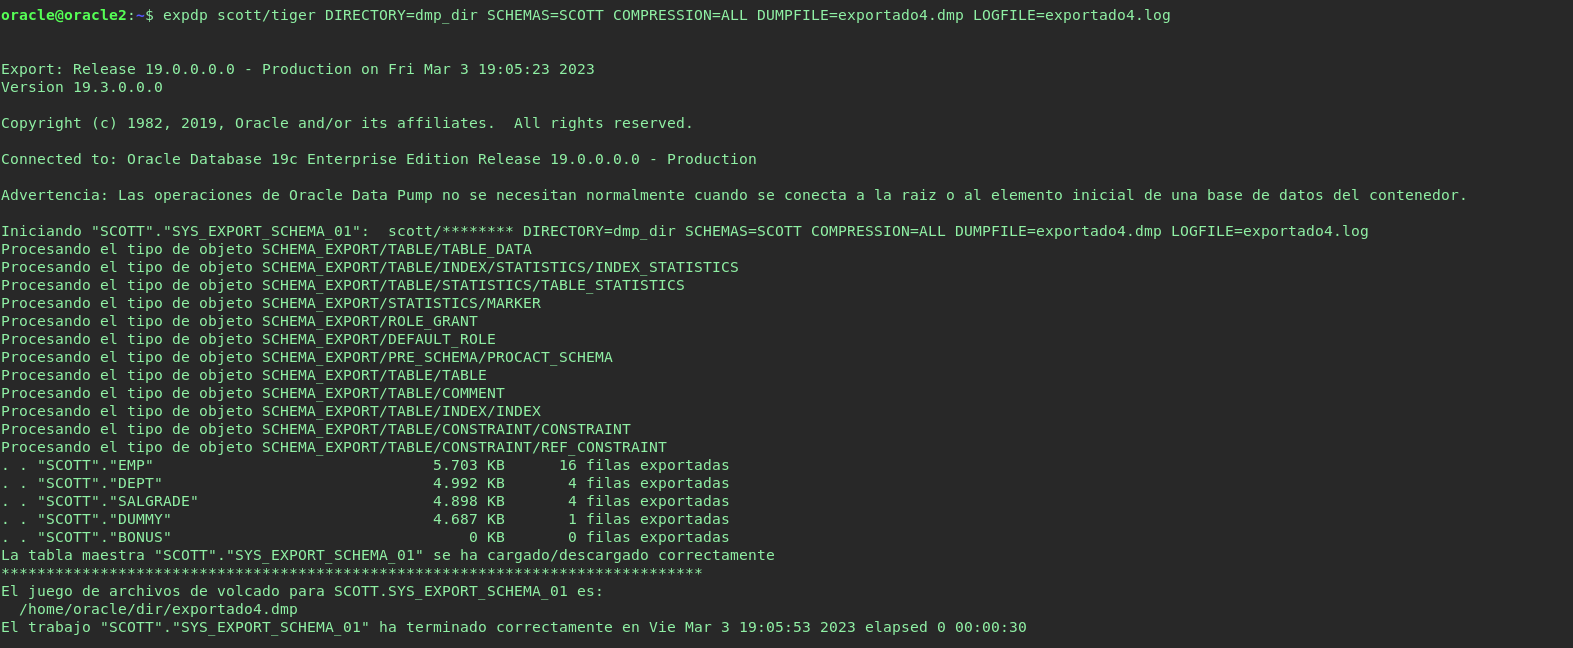 oracle@oracle2:~$ expdp scott/tiger DIRECTORY=dmp_dir SCHEMAS=SCOTT COMPRESSION=ALL DUMPFILE=exportado4.dmp LOGFILE=exportado4.log
Export: Release 19.0.0.0.0 - Production on Fri Mar 3 19:05:23 2023
Version 19.3.0.0.0
Copyright (c) 1982, 2019, Oracle and/or its affiliates.  All rights reserved.
Connected to: Oracle Database 19c Enterprise Edition Release 19.0.0.0.0 - Production
Advertencia: Las operaciones de Oracle Data Pump no se necesitan normalmente cuando se conecta a la raiz o al elemento inicial de una base de datos del contenedor.
Iniciando "SCOTT"."SYS_EXPORT_SCHEMA_01":  scott/******** DIRECTORY=dmp_dir SCHEMAS=SCOTT COMPRESSION=ALL DUMPFILE=exportado4.dmp LOGFILE=exportado4.log
Procesando el tipo de objeto SCHEMA_EXPORT/TABLE/TABLE_DATA
Procesando el tipo de objeto SCHEMA_EXPORT/TABLE/INDEX/STATISTICS/INDEX_STATISTICS
Procesando el tipo de objeto SCHEMA_EXPORT/TABLE/STATISTICS/TABLE_STATISTICS
Procesando el tipo de objeto SCHEMA_EXPORT/STATISTICS/MARKER
Procesando el tipo de objeto SCHEMA_EXPORT/ROLE_GRANT
Procesando el tipo de objeto SCHEMA_EXPORT/DEFAULT_ROLE
Procesando el tipo de objeto SCHEMA_EXPORT/PRE_SCHEMA/PROCACT_SCHEMA
Procesando el tipo de objeto SCHEMA_EXPORT/TABLE/TABLE
Procesando el tipo de objeto SCHEMA_EXPORT/TABLE/COMMENT
Procesando el tipo de objeto SCHEMA_EXPORT/TABLE/INDEX/INDEX
Procesando el tipo de objeto SCHEMA_EXPORT/TABLE/CONSTRAINT/CONSTRAINT
Procesando el tipo de objeto SCHEMA_EXPORT/TABLE/CONSTRAINT/REF_CONSTRAINT
. . "SCOTT"."EMP"                               5.703 KB      16 filas exportadas
. . "SCOTT"."DEPT"                              4.992 KB       4 filas exportadas
. . "SCOTT"."SALGRADE"                          4.898 KB       4 filas exportadas
. . "SCOTT"."DUMMY"                             4.687 KB       1 filas exportadas
. . "SCOTT"."BONUS"                                 0 KB       0 filas exportadas
La tabla maestra "SCOTT"."SYS_EXPORT_SCHEMA_01" se ha cargado/descargado correctamente
******************************************************************************
El juego de archivos de volcado para SCOTT.SYS_EXPORT_SCHEMA_01 es:
  /home/oracle/dir/exportado4.dmp
El trabajo "SCOTT"."SYS_EXPORT_SCHEMA_01" ha terminado correctamente en Vie Mar 3 19:05:53 2023 elapsed 0 00:00:30